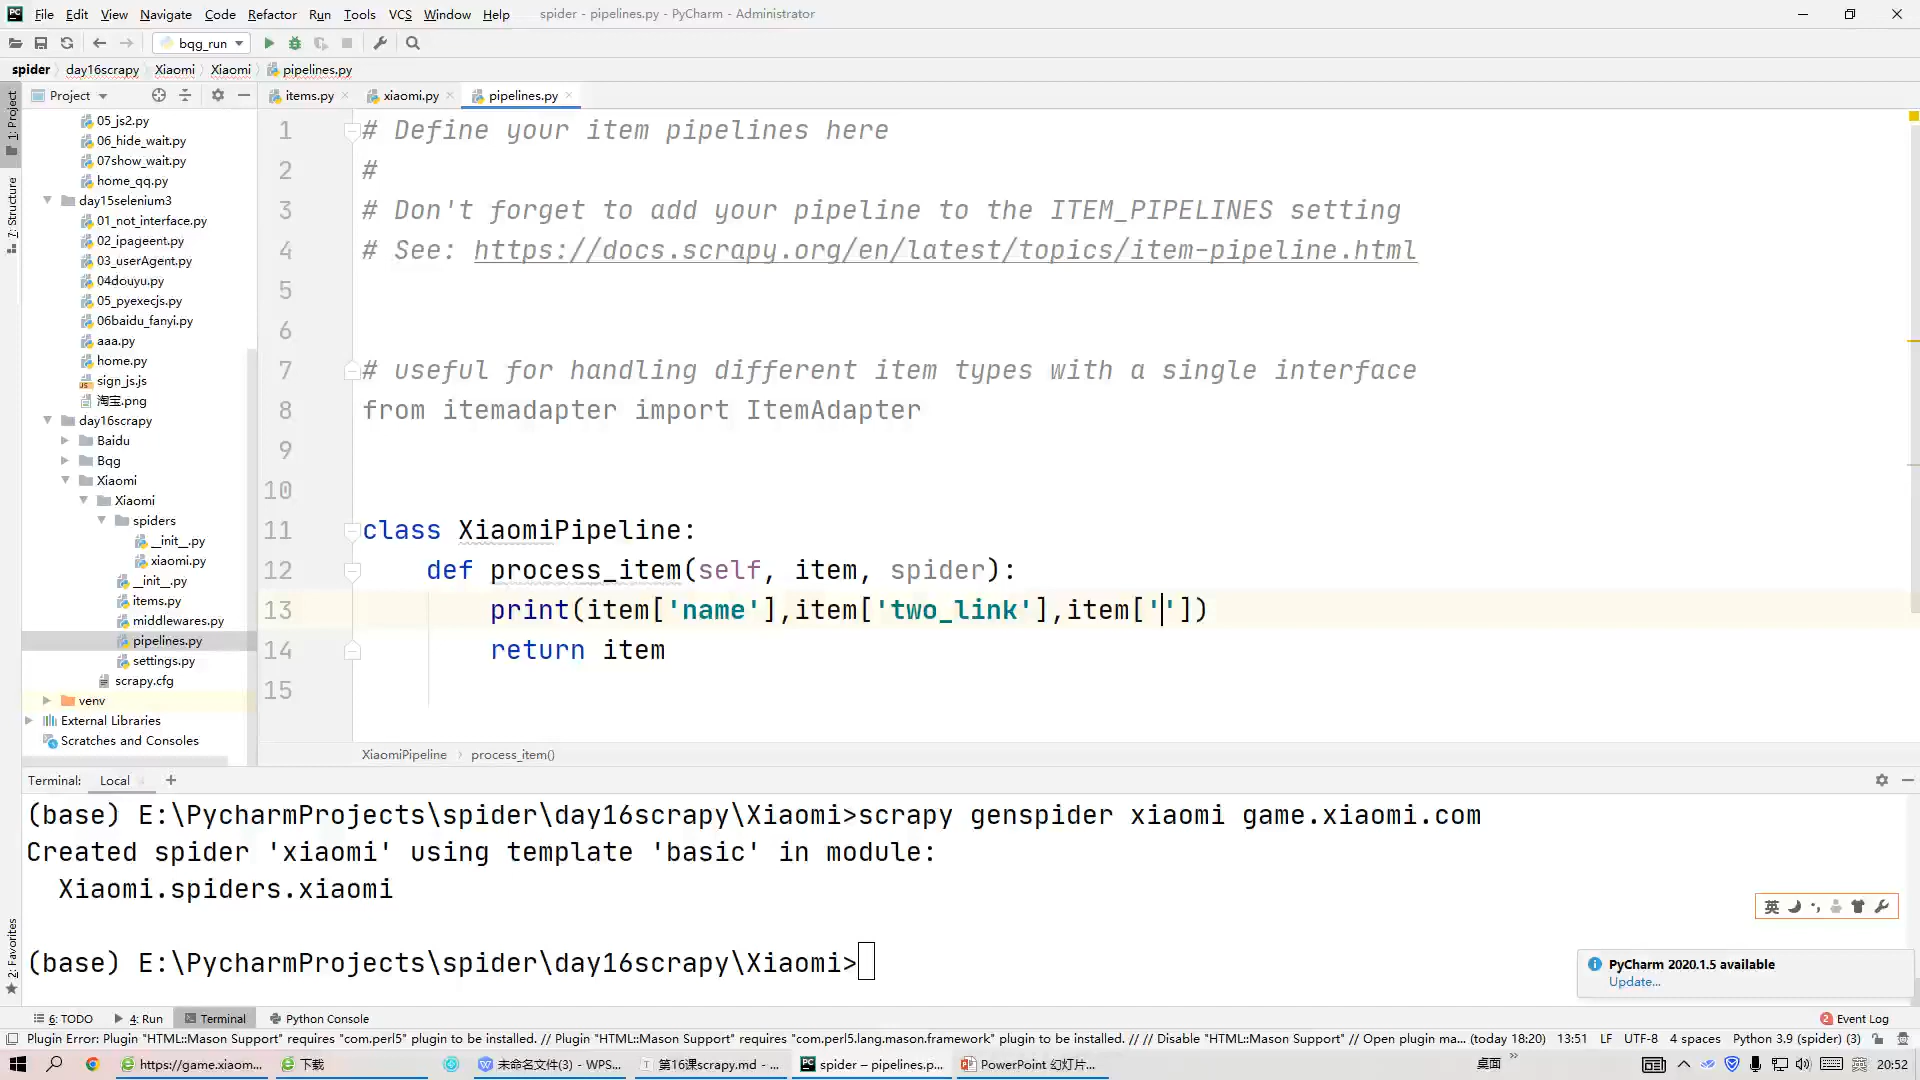 File Edit View Navigate Code Refactor Run Tools VCS Window Help spider - pipelines.py - PyCharm - Administrator
bqg_run
spider day16scrapy Xiaomi Xiaomi pipelines.py
Project items.py xiaomi.py pipelines.py
1: Project
7: Structure
2: Favorites
05_js2.py
06_hide_wait.py
07show_wait.py
home_qq.py
day15selenium3
01_not_interface.py
02_ipageent.py
03_userAgent.py
04douyu.py
05_pyexecjs.py
06baidu_fanyi.py
aaa.py
home.py
sign_js.js
淘宝.png
day16scrapy
Baidu
Bqg
Xiaomi
Xiaomi
spiders
__init__.py
xiaomi.py
__init__.py
items.py
middlewares.py
pipelines.py
settings.py
scrapy.cfg
venv
External Libraries
Scratches and Consoles
1 # Define your item pipelines here
2 #
3 # Don't forget to add your pipeline to the ITEM_PIPELINES setting
4 # See: https://docs.scrapy.org/en/latest/topics/item-pipeline.html
5
6
7 # useful for handling different item types with a single interface
8 from itemadapter import ItemAdapter
9
10
11 class XiaomiPipeline:
12 def process_item(self, item, spider):
13 print(item['name'],item['two_link'],item[''])
14 return item
15
XiaomiPipeline process_item()
Terminal: Local +
(base) E:\PycharmProjects\spider\day16scrapy\Xiaomi>scrapy genspider xiaomi game.xiaomi.com
Created spider 'xiaomi' using template 'basic' in module:
Xiaomi.spiders.xiaomi
(base) E:\PycharmProjects\spider\day16scrapy\Xiaomi>
英
PyCharm 2020.1.5 available
Update...
6: TODO 4: Run Terminal Python Console 2 Event Log
Plugin Error: Plugin "HTML::Mason Support" requires "com.perl5" plugin to be installed. // Plugin "HTML::Mason Support" requires "com.perl5.lang.mason.framework" plugin to be installed. // // Disable "HTML::Mason Support" // Open plugin ma... (today 18:20) 13:51 LF UTF-8 4 spaces Python 3.9 (spider) (3)
https://game.xiaom... 下载 未命名文件(3) - WPS... 第16课scrapy.md - ... spider – pipelines.p... PowerPoint 幻灯片... 桌面 英 20:52